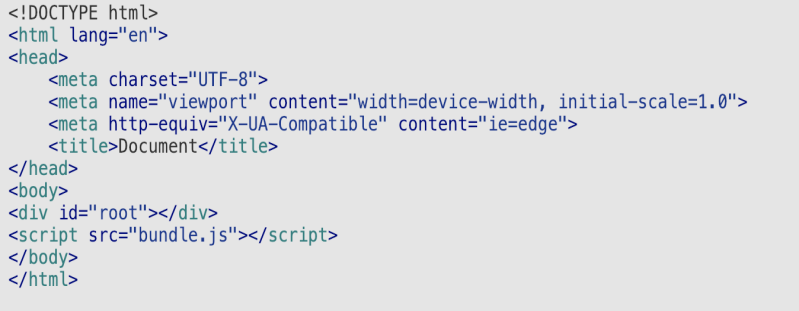 <!DOCTYPE html>
<html lang="en">
<head>
    <meta charset="UTF-8">
    <meta name="viewport" content="width=device-width, initial-scale=1.0">
    <meta http-equiv="X-UA-Compatible" content="ie=edge">
    <title>Document</title>
</head>
<body>
<div id="root"></div>
<script src="bundle.js"></script>
</body>
</html>